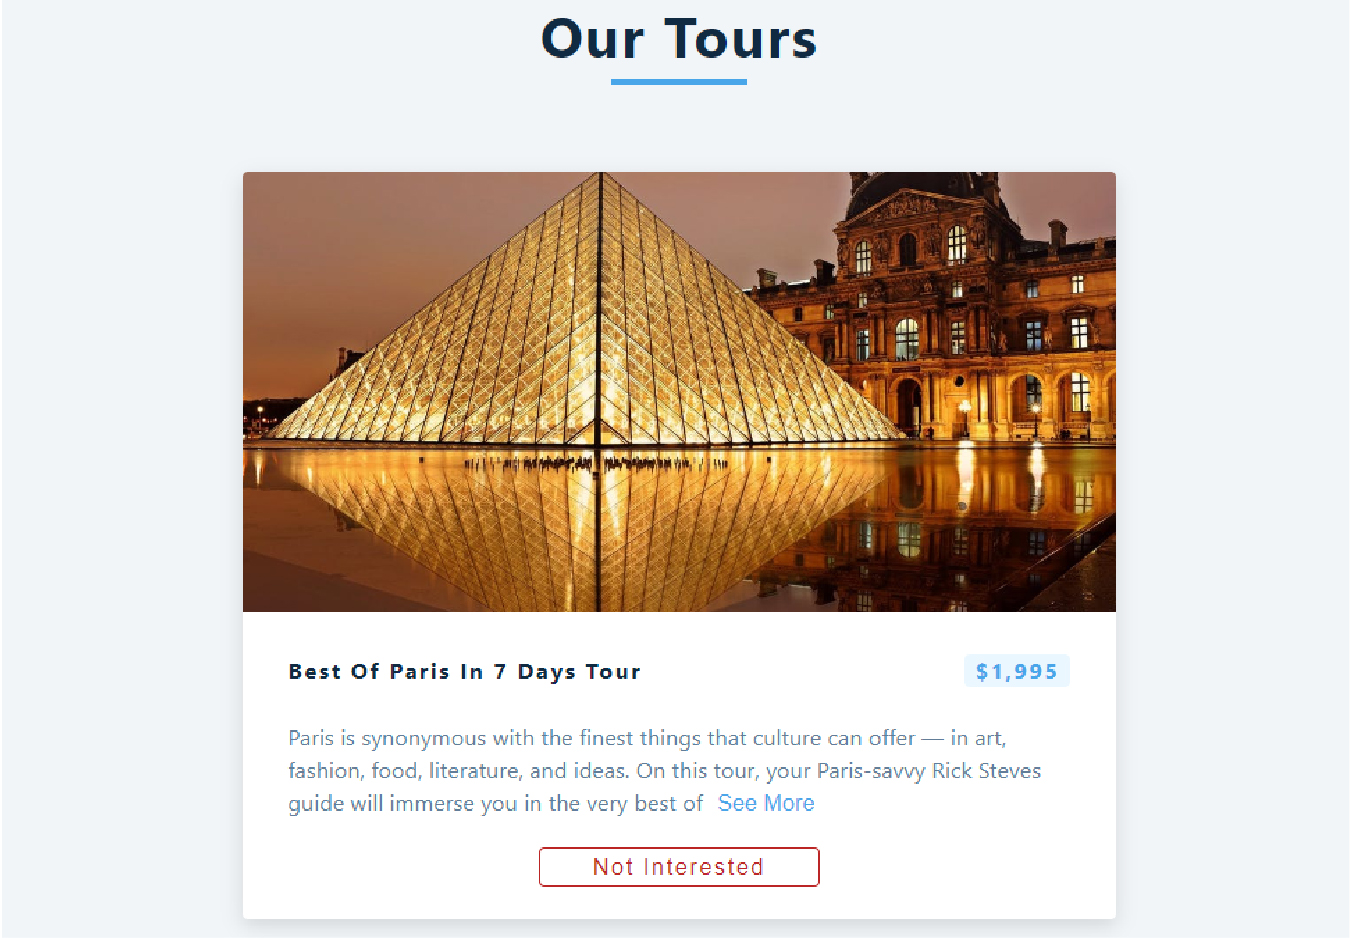 Our Tours
Best Of Paris In 7 Days Tour
$1,995
Paris is synonymous with the finest things that culture can offer — in art,
fashion, food, literature, and ideas. On this tour, your Paris-savvy Rick Steves
guide will immerse you in the very best of See More
Not Interested